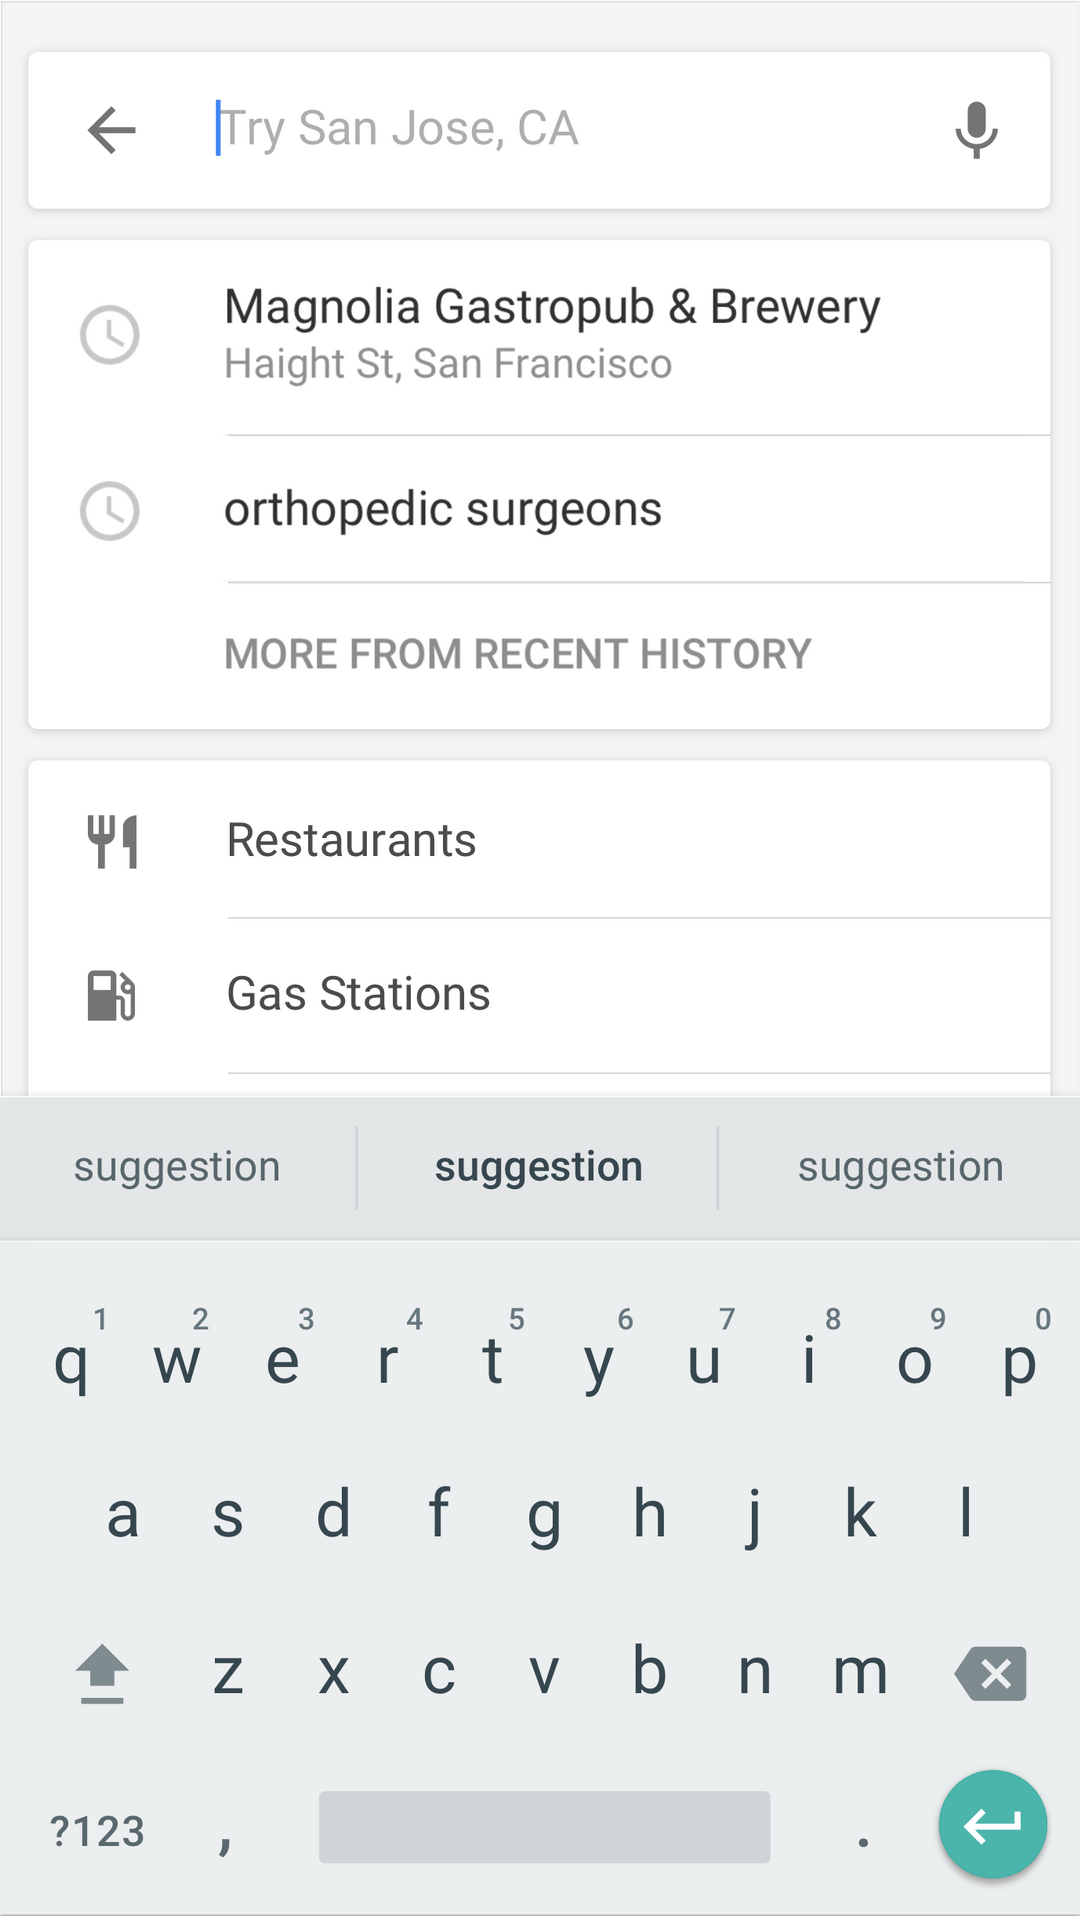 Try San Jose, CA
Magnolia Gastropub & Brewery
Haight St, San Francisco
orthopedic surgeons
MORE FROM RECENT HISTORY
Restaurants
Gas Stations
suggestion suggestion suggestion
1 2 3 4 5 6 7 8 9 0
q w e r t y u i o p
a s d f g h j k l
z x c v b n m
?123 , .